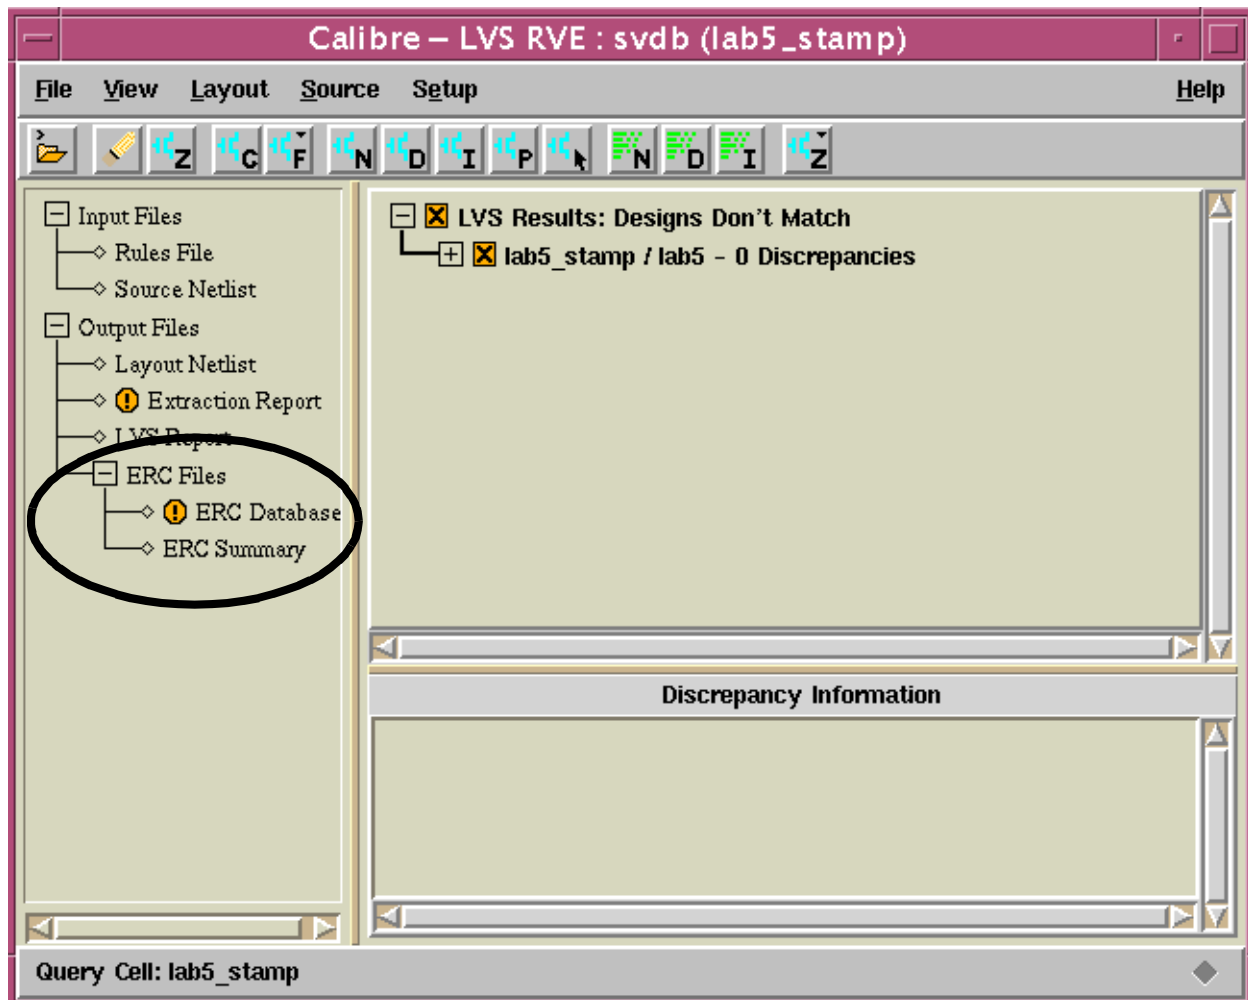 Calibre – LVS RVE : svdb (lab5_stamp)
File View Layout Source Setup Help
Z C F N D I P N D I Z
Input Files
Rules File
Source Netlist
Output Files
Layout Netlist
Extraction Report
LVS Report
ERC Files
ERC Database
ERC Summary
LVS Results: Designs Don't Match
lab5_stamp / lab5 - 0 Discrepancies
Discrepancy Information
Query Cell: lab5_stamp